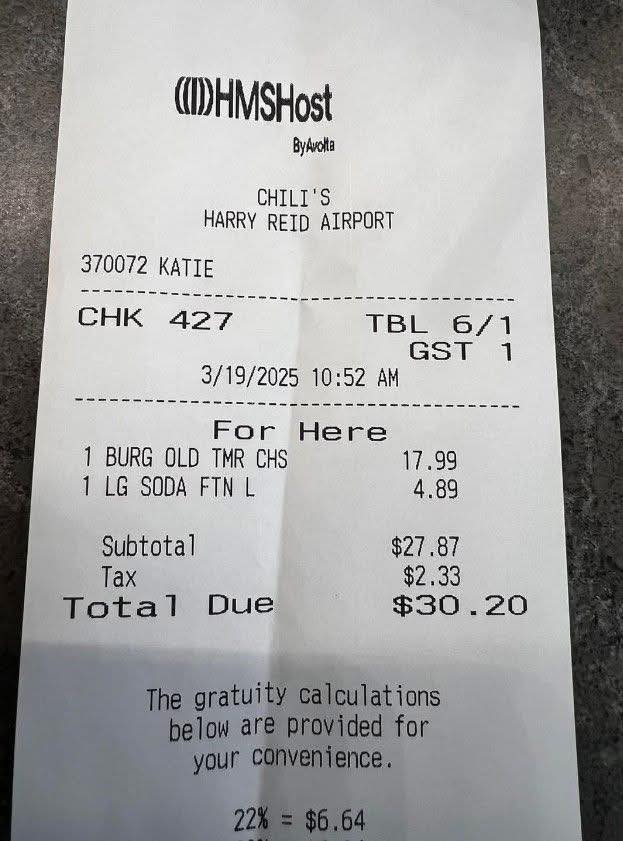 HMSHost
By Avolta
CHILI'S
HARRY REID AIRPORT
370072 KATIE
CHK 427 TBL 6/1
GST 1
3/19/2025 10:52 AM
For Here
1 BURG OLD TMR CHS 17.99
1 LG SODA FTN L 4.89
Subtotal $27.87
Tax $2.33
Total Due $30.20
The gratuity calculations
below are provided for
your convenience.
22% = $6.64